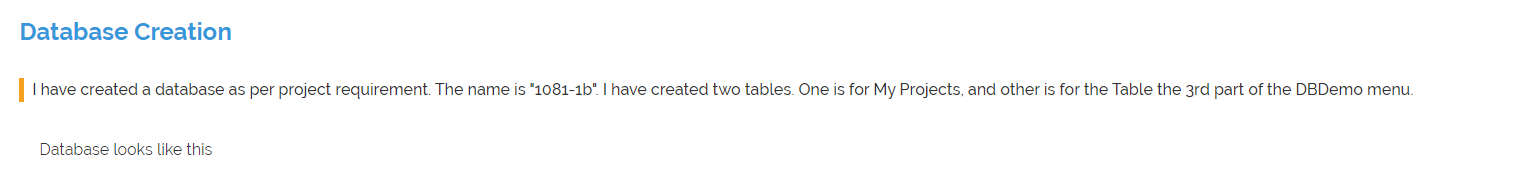 Database Creation
I have created a database as per project requirement. The name is "1081-1b". I have created two tables. One is for My Projects, and other is for the Table the 3rd part of the DBDemo menu.
Database looks like this